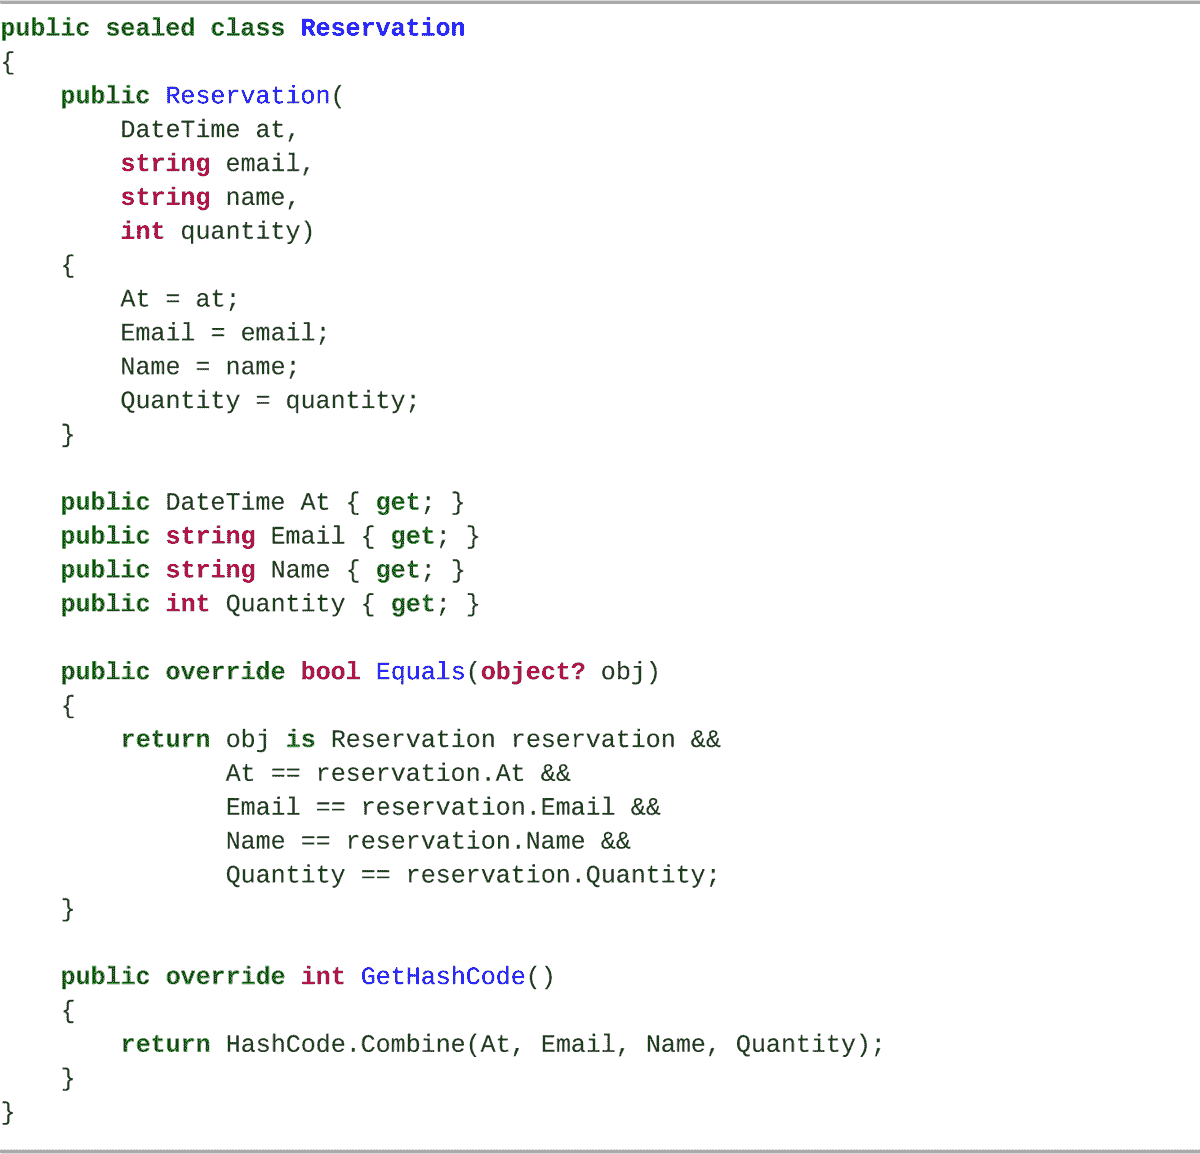 public sealed class Reservation
{
    public Reservation(
        DateTime at,
        string email,
        string name,
        int quantity)
    {
        At = at;
        Email = email;
        Name = name;
        Quantity = quantity;
    }

    public DateTime At { get; }
    public string Email { get; }
    public string Name { get; }
    public int Quantity { get; }

    public override bool Equals(object? obj)
    {
        return obj is Reservation reservation &&
               At == reservation.At &&
               Email == reservation.Email &&
               Name == reservation.Name &&
               Quantity == reservation.Quantity;
    }

    public override int GetHashCode()
    {
        return HashCode.Combine(At, Email, Name, Quantity);
    }
}